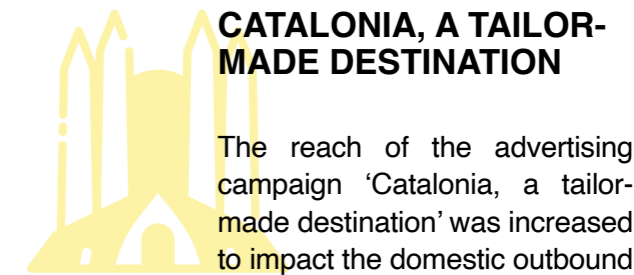 CATALONIA, A TAILOR-
MADE DESTINATION
The reach of the advertising
campaign ‘Catalonia, a tailor-
made destination’ was increased
to impact the domestic outbound